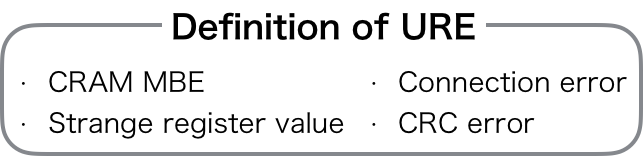 Definition of URE
· CRAM MBE
· Strange register value
· Connection error
· CRC error